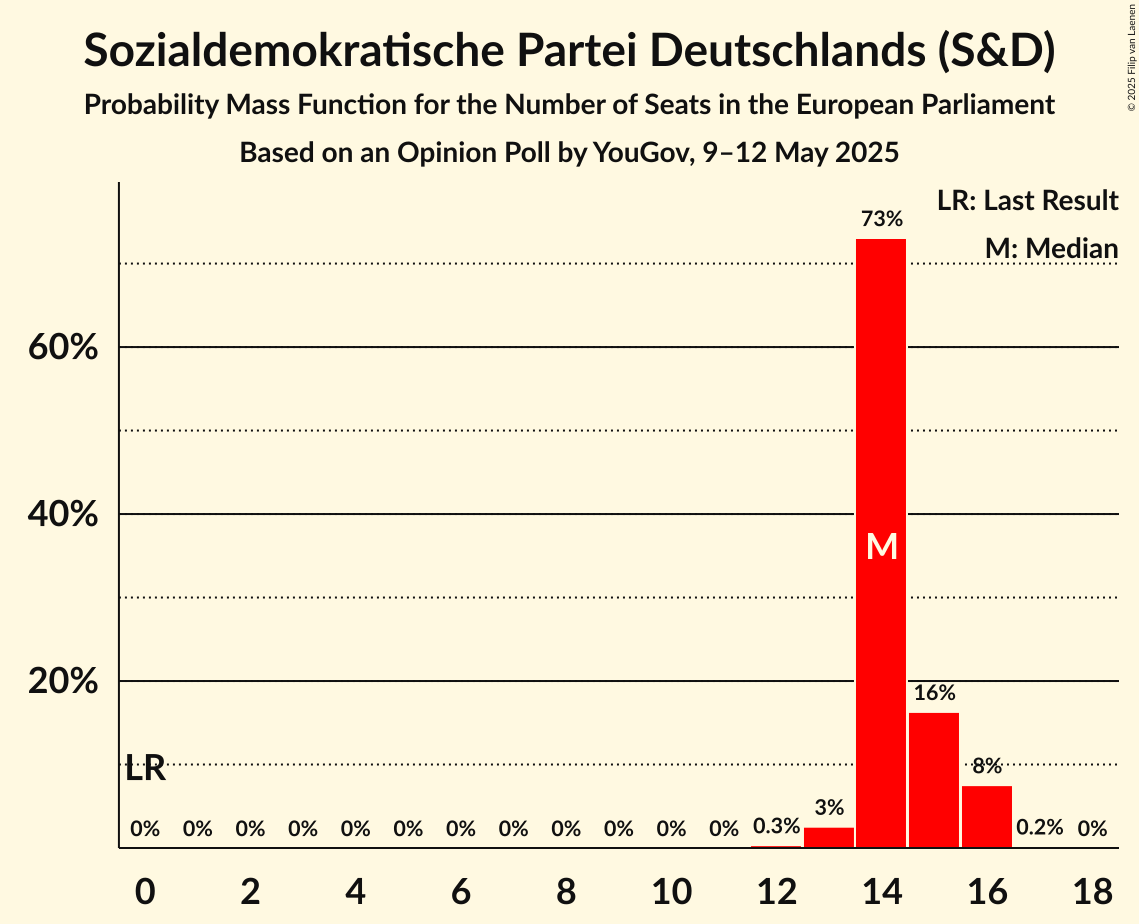 Sozialdemokratische Partei Deutschlands (S&D)
Probability Mass Function for the Number of Seats in the European Parliament
Based on an Opinion Poll by YouGov, 9–12 May 2025
© 2025 Filip van Laenen
LR: Last Result
M: Median
73%
60%
40%
M
20%
16%
LR
8%
3%
0% 0% 0% 0% 0% 0% 0% 0% 0% 0% 0% 0% 0.3% 0.2% 0%
0 2 4 6 8 10 12 14 16 18